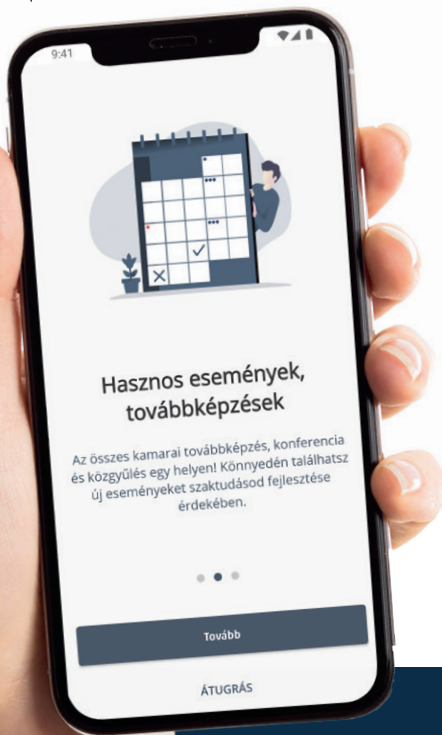 9:41
Hasznos események,
továbbképzések
Az összes kamarai továbbképzés, konferencia
és közgyűlés egy helyen! Könnyedén találhatsz
új eseményeket szaktudásod fejlesztése
érdekében.
Tovább
ÁTUGRÁS